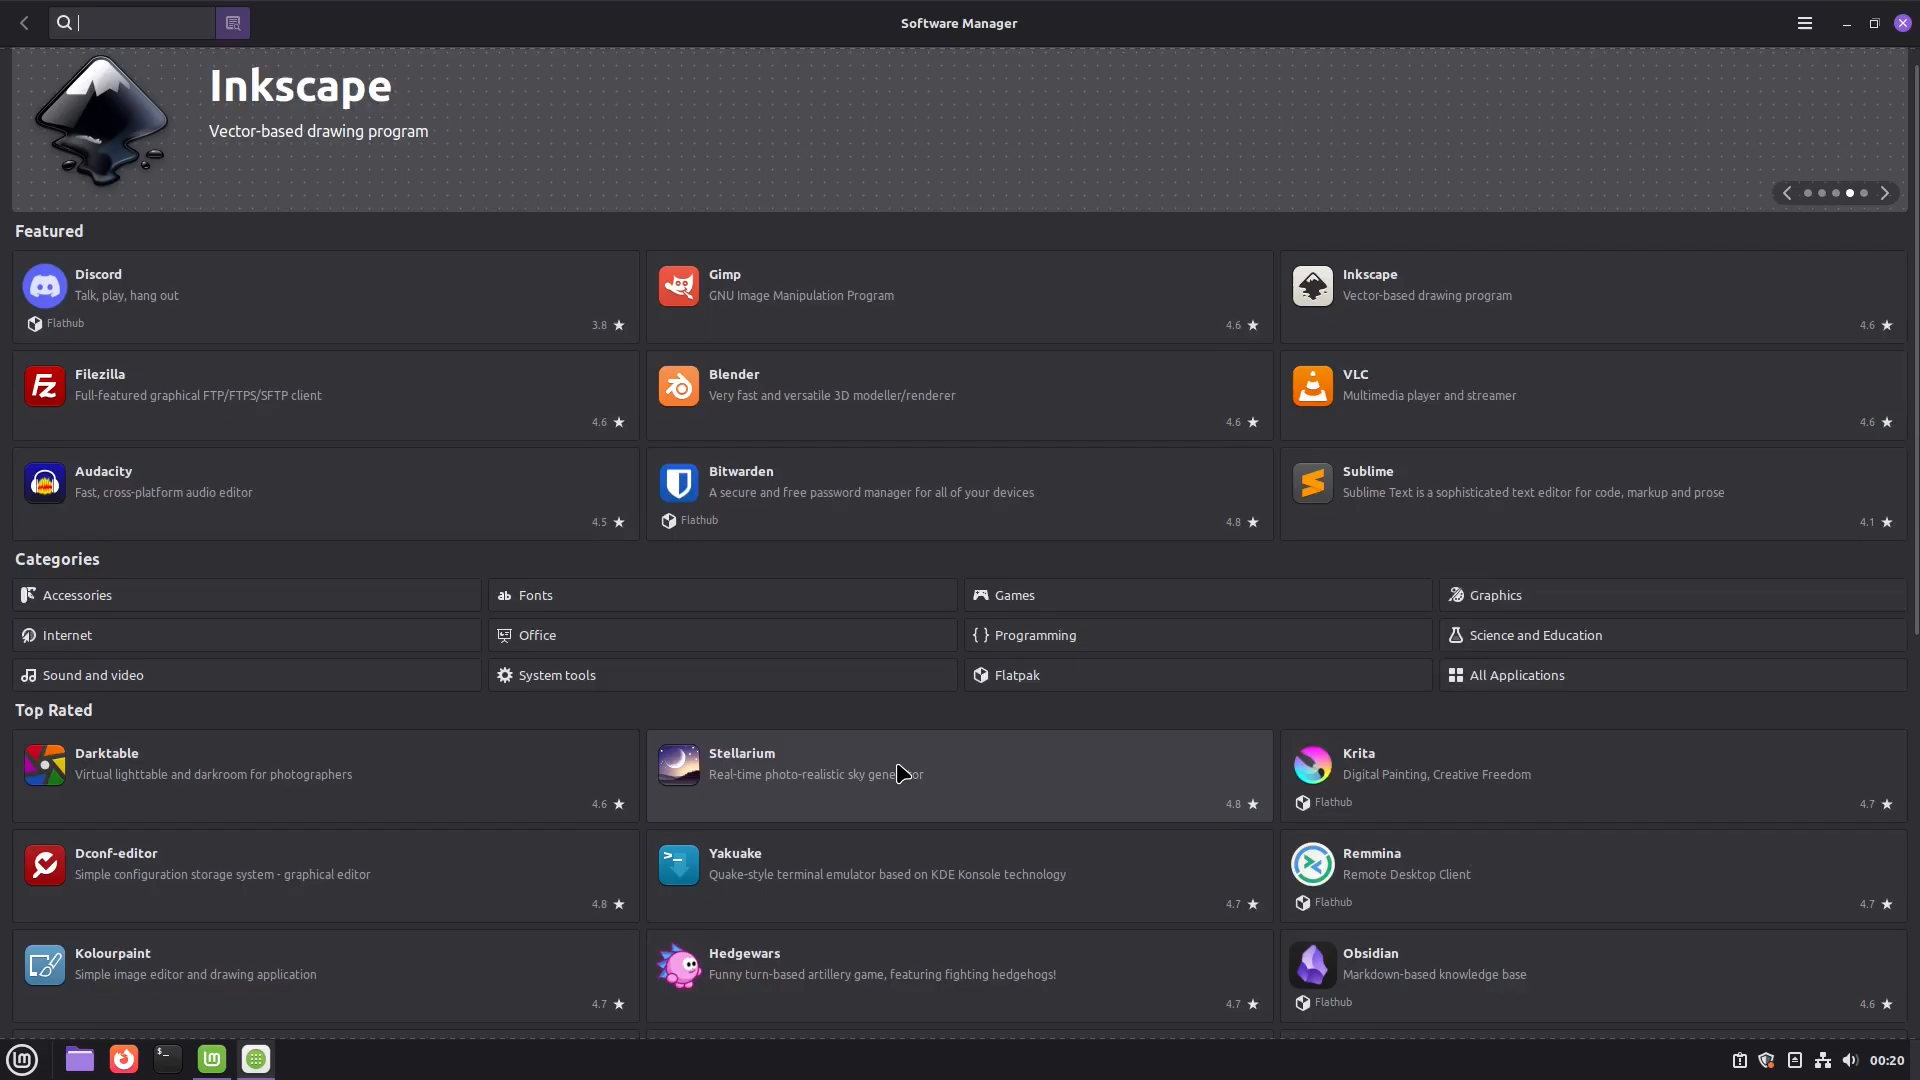 Software Manager
Inkscape
Vector-based drawing program
Featured
Discord
Talk, play, hang out
Flathub
3.8 ★
Gimp
GNU Image Manipulation Program
4.6 ★
Inkscape
Vector-based drawing program
4.6 ★
Filezilla
Full-featured graphical FTP/FTPS/SFTP client
4.6 ★
Blender
Very fast and versatile 3D modeller/renderer
4.6 ★
VLC
Multimedia player and streamer
4.6 ★
Audacity
Fast, cross-platform audio editor
4.5 ★
Bitwarden
A secure and free password manager for all of your devices
Flathub
4.8 ★
Sublime
Sublime Text is a sophisticated text editor for code, markup and prose
4.1 ★
Categories
Accessories
Fonts
Games
Graphics
Internet
Office
Programming
Science and Education
Sound and video
System tools
Flatpak
All Applications
Top Rated
Darktable
Virtual lighttable and darkroom for photographers
4.6 ★
Stellarium
Real-time photo-realistic sky
4.8 ★
Krita
Digital Painting, Creative Freedom
Flathub
4.7 ★
Dconf-editor
Simple configuration storage system - graphical editor
4.8 ★
Yakuake
Quake-style terminal emulator based on KDE Konsole technology
4.7 ★
Remmina
Remote Desktop Client
Flathub
4.7 ★
Kolourpaint
Simple image editor and drawing application
4.7 ★
Hedgewars
Funny turn-based artillery game, featuring fighting hedgehogs!
4.7 ★
Obsidian
Markdown-based knowledge base
Flathub
4.6 ★
00:20